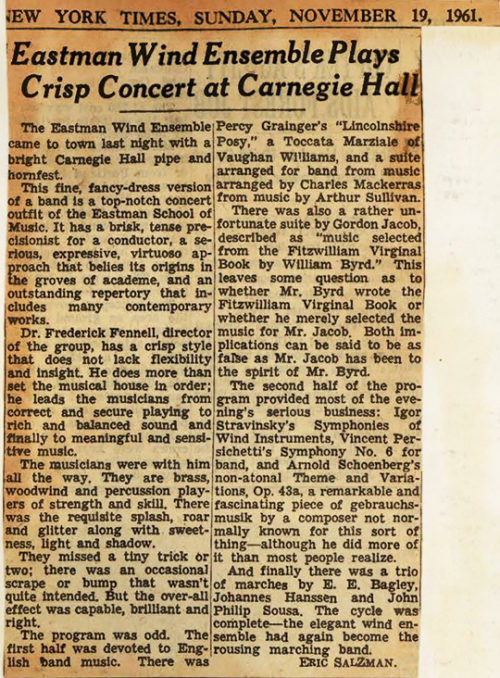 NEW YORK TIMES, SUNDAY, NOVEMBER 19, 1961.
Eastman Wind Ensemble Plays
Crisp Concert at Carnegie Hall
The Eastman Wind Ensemble
came to town last night with a
bright Carnegie Hall pipe and
hornfest.
This fine, fancy-dress version
of a band is a top-notch concert
outfit of the Eastman School of
Music. It has a brisk, tense pre-
cisionist for a conductor, a se-
rious, expressive, virtuoso ap-
proach that belies its origins in
the groves of academe, and an
outstanding repertory that in-
cludes many contemporary
works.
Dr. Frederick Fennell, director
of the group, has a crisp style
that does not lack flexibility
and insight. He does more than
set the musical house in order;
he leads the musicians from
correct and secure playing to
rich and balanced sound and
finally to meaningful and sensi-
tive music.
The musicians were with him
all the way. They are brass,
woodwind and percussion play-
ers of strength and skill. There
was the requisite splash, roar
and glitter along with sweet-
ness, light and shadow.
They missed a tiny trick or
two; there was an occasional
scrape or bump that wasn't
quite intended. But the over-all
effect was capable, brilliant and
right.
The program was odd. The
first half was devoted to Eng-
lish band music. There was
Percy Grainger's "Lincolnshire
Posy," a Toccata Marziale of
Vaughan Williams, and a suite
arranged for band from music
arranged by Charles Mackerras
from music by Arthur Sullivan.
There was also a rather un-
fortunate suite by Gordon Jacob,
described as "music selected
from the Fitzwilliam Virginal
Book by William Byrd." This
leaves some question as to
whether Mr. Byrd wrote the
Fitzwilliam Virginal Book or
whether he merely selected the
music for Mr. Jacob. Both im-
plications can be said to be as
false as Mr. Jacob has been to
the spirit of Mr. Byrd.
The second half of the pro-
gram provided most of the eve-
ning's serious business: Igor
Stravinsky's Symphonies of
Wind Instruments, Vincent Per-
sichetti's Symphony No. 6 for
band, and Arnold Schoenberg's
non-atonal Theme and Varia-
tions, Op. 43a, a remarkable and
fascinating piece of gebrauchs-
musik by a composer not nor-
mally known for this sort of
thing—although he did more of
it than most people realize.
And finally there was a trio
of marches by E. E. Bagley,
Johannes Hanssen and John
Philip Sousa. The cycle was
complete—the elegant wind en-
semble had again become the
rousing marching band.
ERIC SALZMAN.